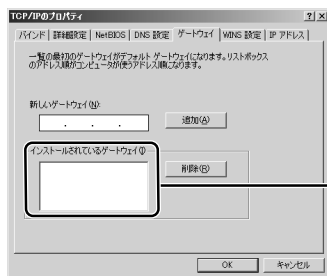 TCP/IPのプロパティ
バインド 詳細設定 NetBIOS DNS 設定 ゲートウェイ WINS 設定 IP アドレス
一覧の最初のゲートウェイがデフォルト ゲートウェイになります。リストボックス
のアドレス順がコンピュータが使うアドレス順になります。
新しいゲートウェイ(N):
. . .
追加(A)
インストールされているゲートウェイ(I)
削除(R)
OK キャンセル